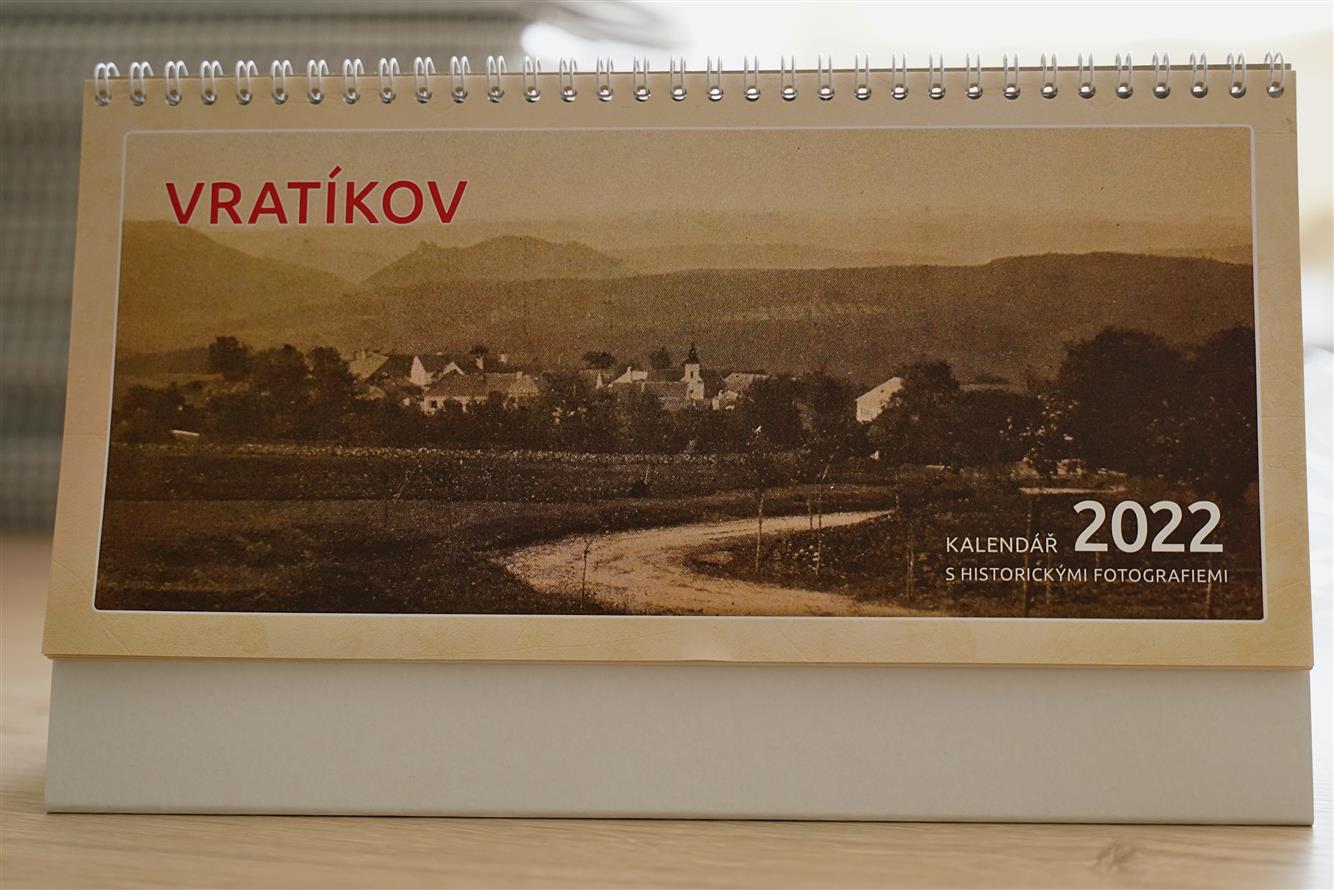 VRATÍKOV
KALENDÁŘ 2022
S HISTORICKÝMI FOTOGRAFIEMI